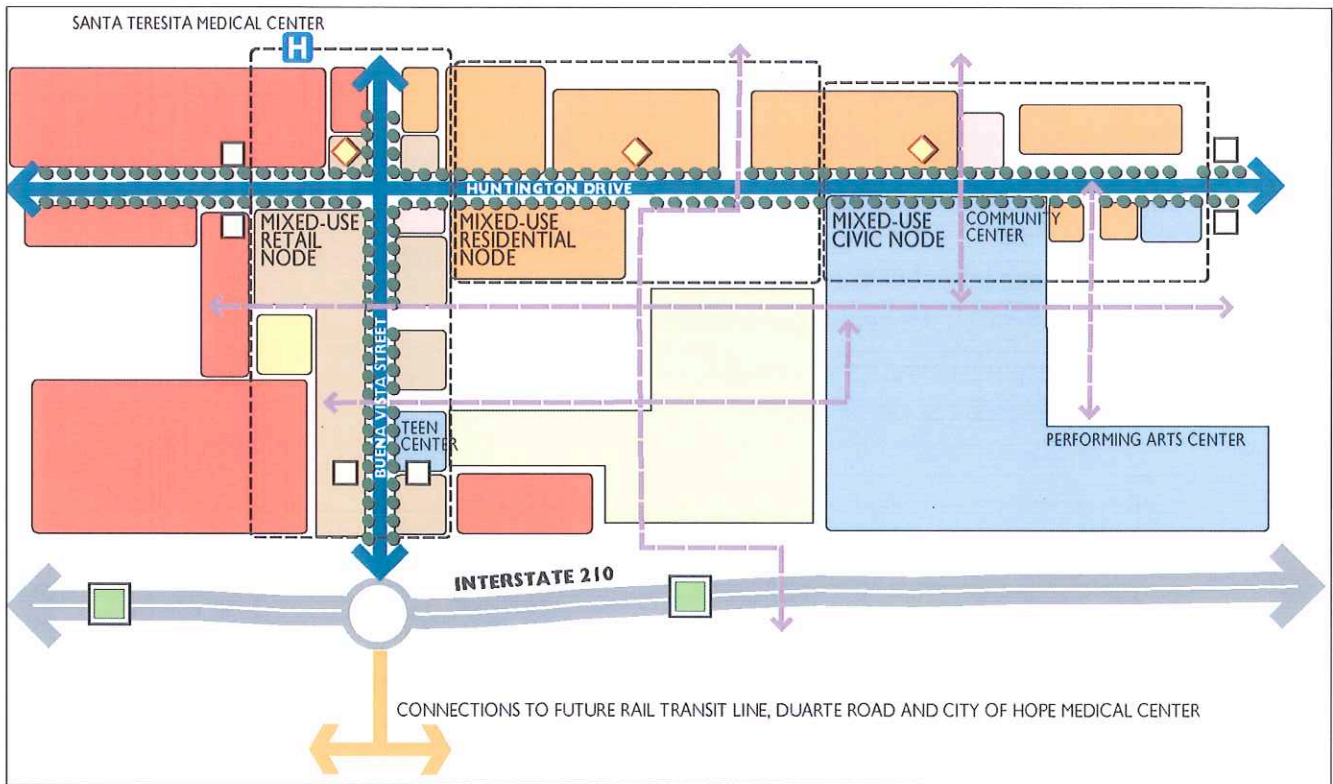 SANTA TERESITA MEDICAL CENTER
H
HUNTINGTON DRIVE
MIXED-USE
RETAIL
NODE
MIXED-USE
RESIDENTIAL
NODE
MIXED-USE
CIVIC NODE
COMMUNITY
CENTER
BUENA VISTA STREET
TEEN
CENTER
PERFORMING ARTS CENTER
INTERSTATE 210
CONNECTIONS TO FUTURE RAIL TRANSIT LINE, DUARTE ROAD AND CITY OF HOPE MEDICAL CENTER